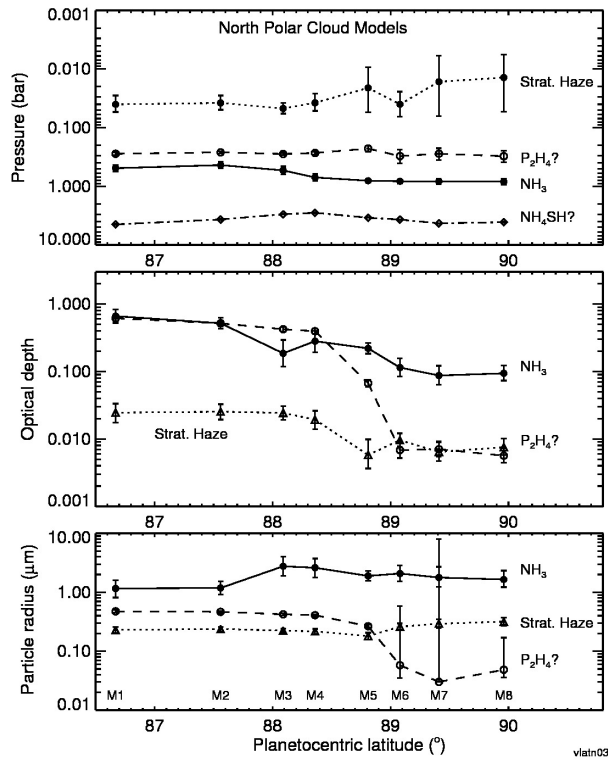 North Polar Cloud Models
Pressure (bar)
0.001
0.010
0.100
1.000
10.000
Strat. Haze
P₂H₄?
NH₃
NH₄SH?
87
88
89
90
Optical depth
1.000
0.100
0.010
0.001
NH₃
Strat. Haze
P₂H₄?
87
88
89
90
Particle radius (μm)
10.00
1.00
0.10
0.01
NH₃
Strat. Haze
P₂H₄?
M1 M2 M3 M4 M5 M6 M7 M8
87
88
89
90
Planetocentric latitude (°)
vlatn03